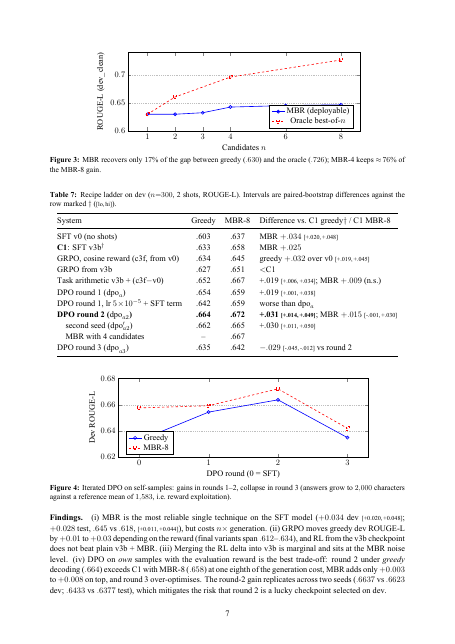 ROUGE-L (dev_clean)
0.7
0.65
0.6
1 2 3 4 6 8
Candidates n
MBR (deployable)
Oracle best-of-n
Figure 3: MBR recovers only 17% of the gap between greedy (.630) and the oracle (.726); MBR-4 keeps ≈76% of
the MBR-8 gain.
Table 7: Recipe ladder on dev (n=300, 2 shots, ROUGE-L). Intervals are paired-bootstrap differences against the
row marked † ([lo,hi]).
System Greedy MBR-8 Difference vs. C1 greedy† / C1 MBR-8
SFT v0 (no shots) .603 .637 MBR +.034 [+.020,+.048]
C1: SFT v3b† .633 .658 MBR +.025
GRPO, cosine reward (c3f, from v0) .634 .645 greedy +.032 over v0 [+.019,+.045]
GRPO from v3b .627 .651 <C1
Task arithmetic v3b + (c3f−v0) .652 .667 +.019 [+.006,+.034]; MBR +.009 (n.s.)
DPO round 1 (dpoₙ) .654 .659 +.019 [+.001,+.038]
DPO round 1, lr 5×10⁻⁵ + SFT term .642 .659 worse than dpoₙ
DPO round 2 (dpoₙ₂) .664 .672 +.031 [+.014,+.049]; MBR +.015 [-.001,+.030]
second seed (dpo′ₙ₂) .662 .665 +.030 [+.011,+.050]
MBR with 4 candidates – .667
DPO round 3 (dpoₙ₃) .635 .642 −.029 [-.045,-.012] vs round 2
Dev ROUGE-L
0.68
0.66
0.64
0.62
Greedy
MBR-8
0 1 2 3
DPO round (0 = SFT)
Figure 4: Iterated DPO on self-samples: gains in rounds 1–2, collapse in round 3 (answers grow to 2,000 characters
against a reference mean of 1,583, i.e. reward exploitation).
Findings. (i) MBR is the most reliable single technique on the SFT model (+0.034 dev [+0.020,+0.048];
+0.028 test, .645 vs .618, [+0.011,+0.044]), but costs n× generation. (ii) GRPO moves greedy dev ROUGE-L
by +0.01 to +0.03 depending on the reward (final variants span .612–.634), and RL from the v3b checkpoint
does not beat plain v3b + MBR. (iii) Merging the RL delta into v3b is marginal and sits at the MBR noise
level. (iv) DPO on own samples with the evaluation reward is the best trade-off: round 2 under greedy
decoding (.664) exceeds C1 with MBR-8 (.658) at one eighth of the generation cost, MBR adds only +0.003
to +0.008 on top, and round 3 over-optimises. The round-2 gain replicates across two seeds (.6637 vs .6623
dev; .6433 vs .6377 test), which mitigates the risk that round 2 is a lucky checkpoint selected on dev.
7